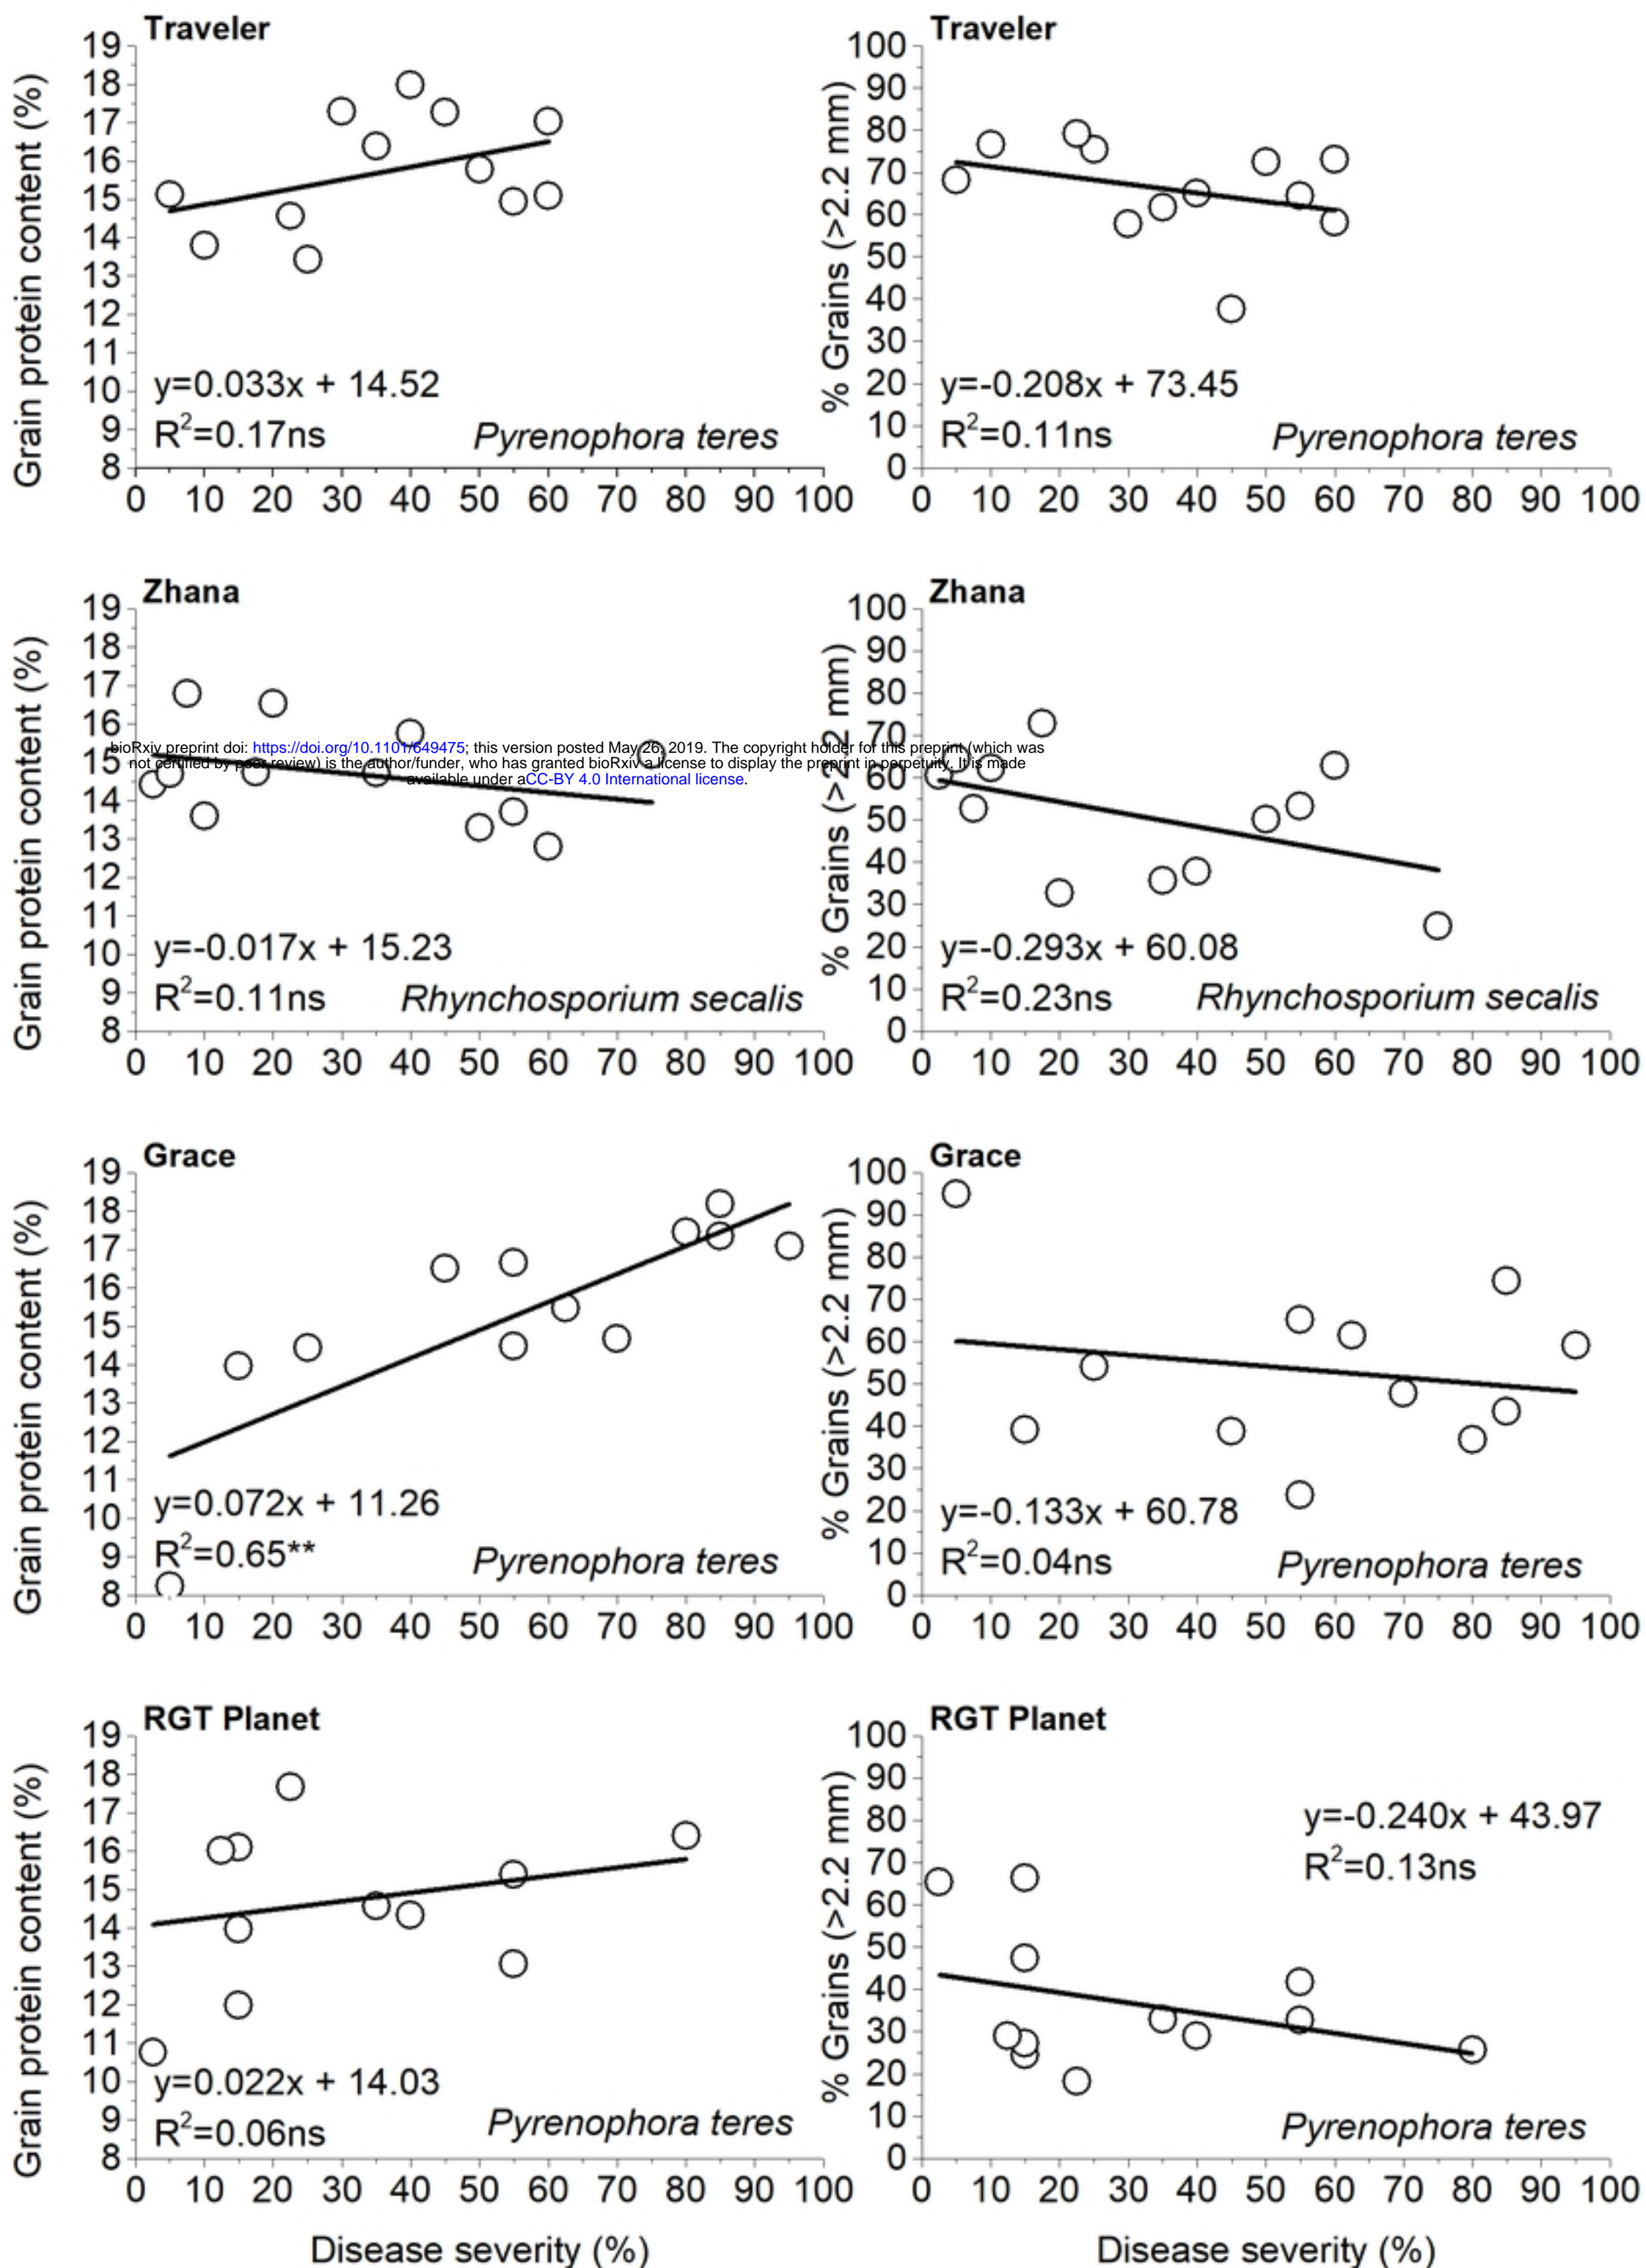 Traveler
Grain protein content (%)
19
18
17
16
15
14
13
12
11
10
9
8
y=0.033x + 14.52
R²=0.17ns
Pyrenophora teres
0 10 20 30 40 50 60 70 80 90 100
Traveler
% Grains (>2.2 mm)
100
90
80
70
60
50
40
30
20
10
0
y=-0.208x + 73.45
R²=0.11ns
Pyrenophora teres
0 10 20 30 40 50 60 70 80 90 100
Zhana
Grain protein content (%)
19
18
17
16
15
14
13
12
11
10
9
8
y=-0.017x + 15.23
R²=0.11ns
Rhynchosporium secalis
0 10 20 30 40 50 60 70 80 90 100
Zhana
% Grains (>2.2 mm)
100
90
80
70
60
50
40
30
20
10
0
y=-0.293x + 60.08
R²=0.23ns
Rhynchosporium secalis
0 10 20 30 40 50 60 70 80 90 100
bioRxiv preprint doi: https://doi.org/10.1101/649475; this version posted May 26, 2019. The copyright holder for this preprint (which was
not certified by peer review) is the author/funder, who has granted bioRxiv a license to display the preprint in perpetuity. It is made
available under aCC-BY 4.0 International license.
Grace
Grain protein content (%)
19
18
17
16
15
14
13
12
11
10
9
8
y=0.072x + 11.26
R²=0.65**
Pyrenophora teres
0 10 20 30 40 50 60 70 80 90 100
Grace
% Grains (>2.2 mm)
100
90
80
70
60
50
40
30
20
10
0
y=-0.133x + 60.78
R²=0.04ns
Pyrenophora teres
0 10 20 30 40 50 60 70 80 90 100
RGT Planet
Grain protein content (%)
19
18
17
16
15
14
13
12
11
10
9
8
y=0.022x + 14.03
R²=0.06ns
Pyrenophora teres
0 10 20 30 40 50 60 70 80 90 100
Disease severity (%)
RGT Planet
% Grains (>2.2 mm)
100
90
80
70
60
50
40
30
20
10
0
y=-0.240x + 43.97
R²=0.13ns
Pyrenophora teres
0 10 20 30 40 50 60 70 80 90 100
Disease severity (%)